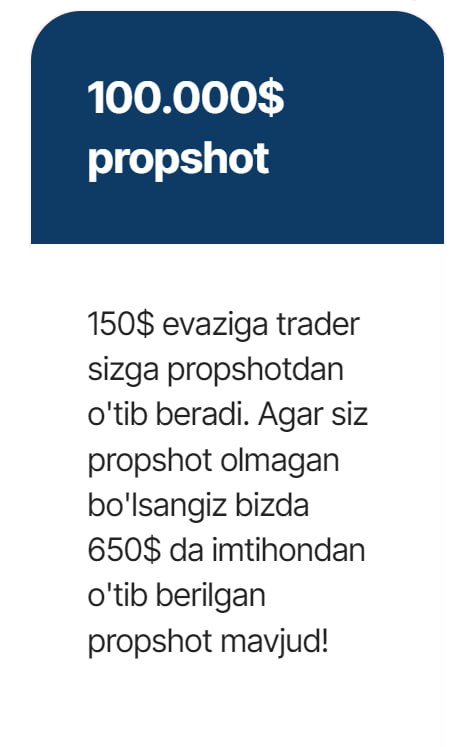 100.000$
propshot
150$ evaziga trader
sizga propshotdan
o'tib beradi. Agar siz
propshot olmagan
bo'lsangiz bizda
650$ da imtihondan
o'tib berilgan
propshot mavjud!